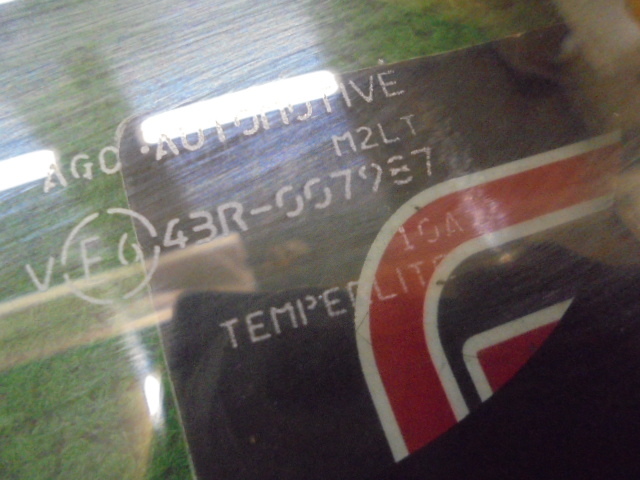 AGC AUTOMOTIVE
M2LT
V E6 43R-007987
TEMPERLITE